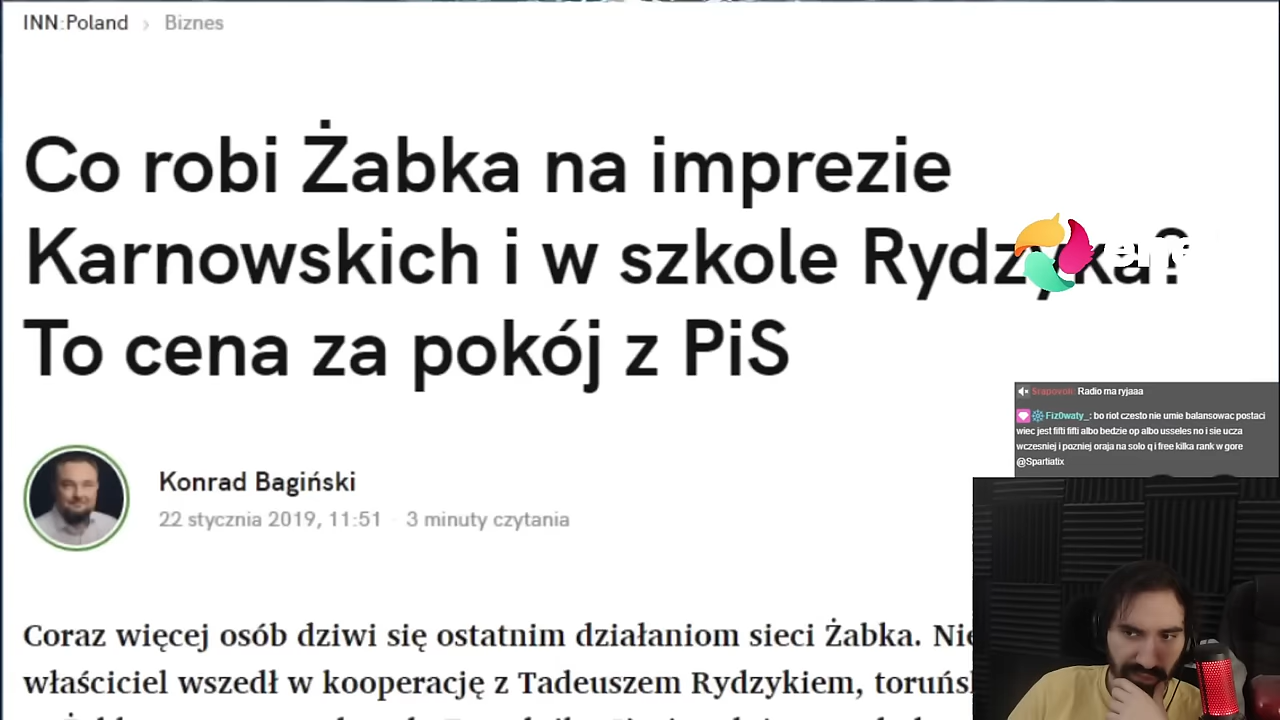 INN:Poland › Biznes
Co robi Żabka na imprezie
Karnowskich i w szkole Rydzyka?
To cena za pokój z PiS
Konrad Bagiński
22 stycznia 2019, 11:51 · 3 minuty czytania
Coraz więcej osób dziwi się ostatnim działaniom sieci Żabka. Nie
właściciel wszedł w kooperację z Tadeuszem Rydzykiem,
Srapovoli: Radio ma ryjaaa
Fiz0waty_: bo riot czesto nie umie balansowac postaci
wiec jest fifti fifti albo bedzie op albo usseles no i sie ucza
wczesniej i pozniej oraja na solo q i free kilka rank w gore
@Spartiatix